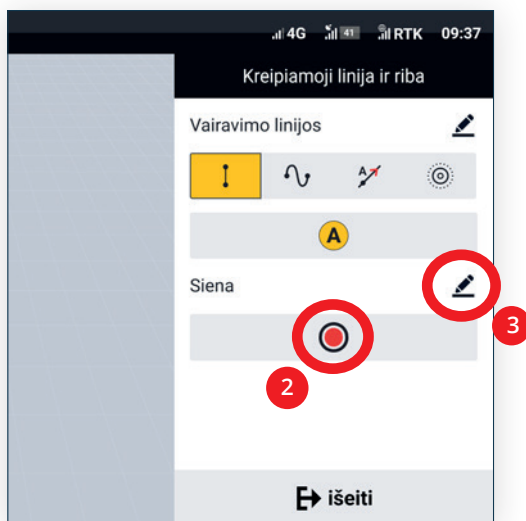 4G 41 RTK 09:37
Kreipiamoji linija ir riba
Vairavimo linijos
A
A
Siena
3
2
išeiti